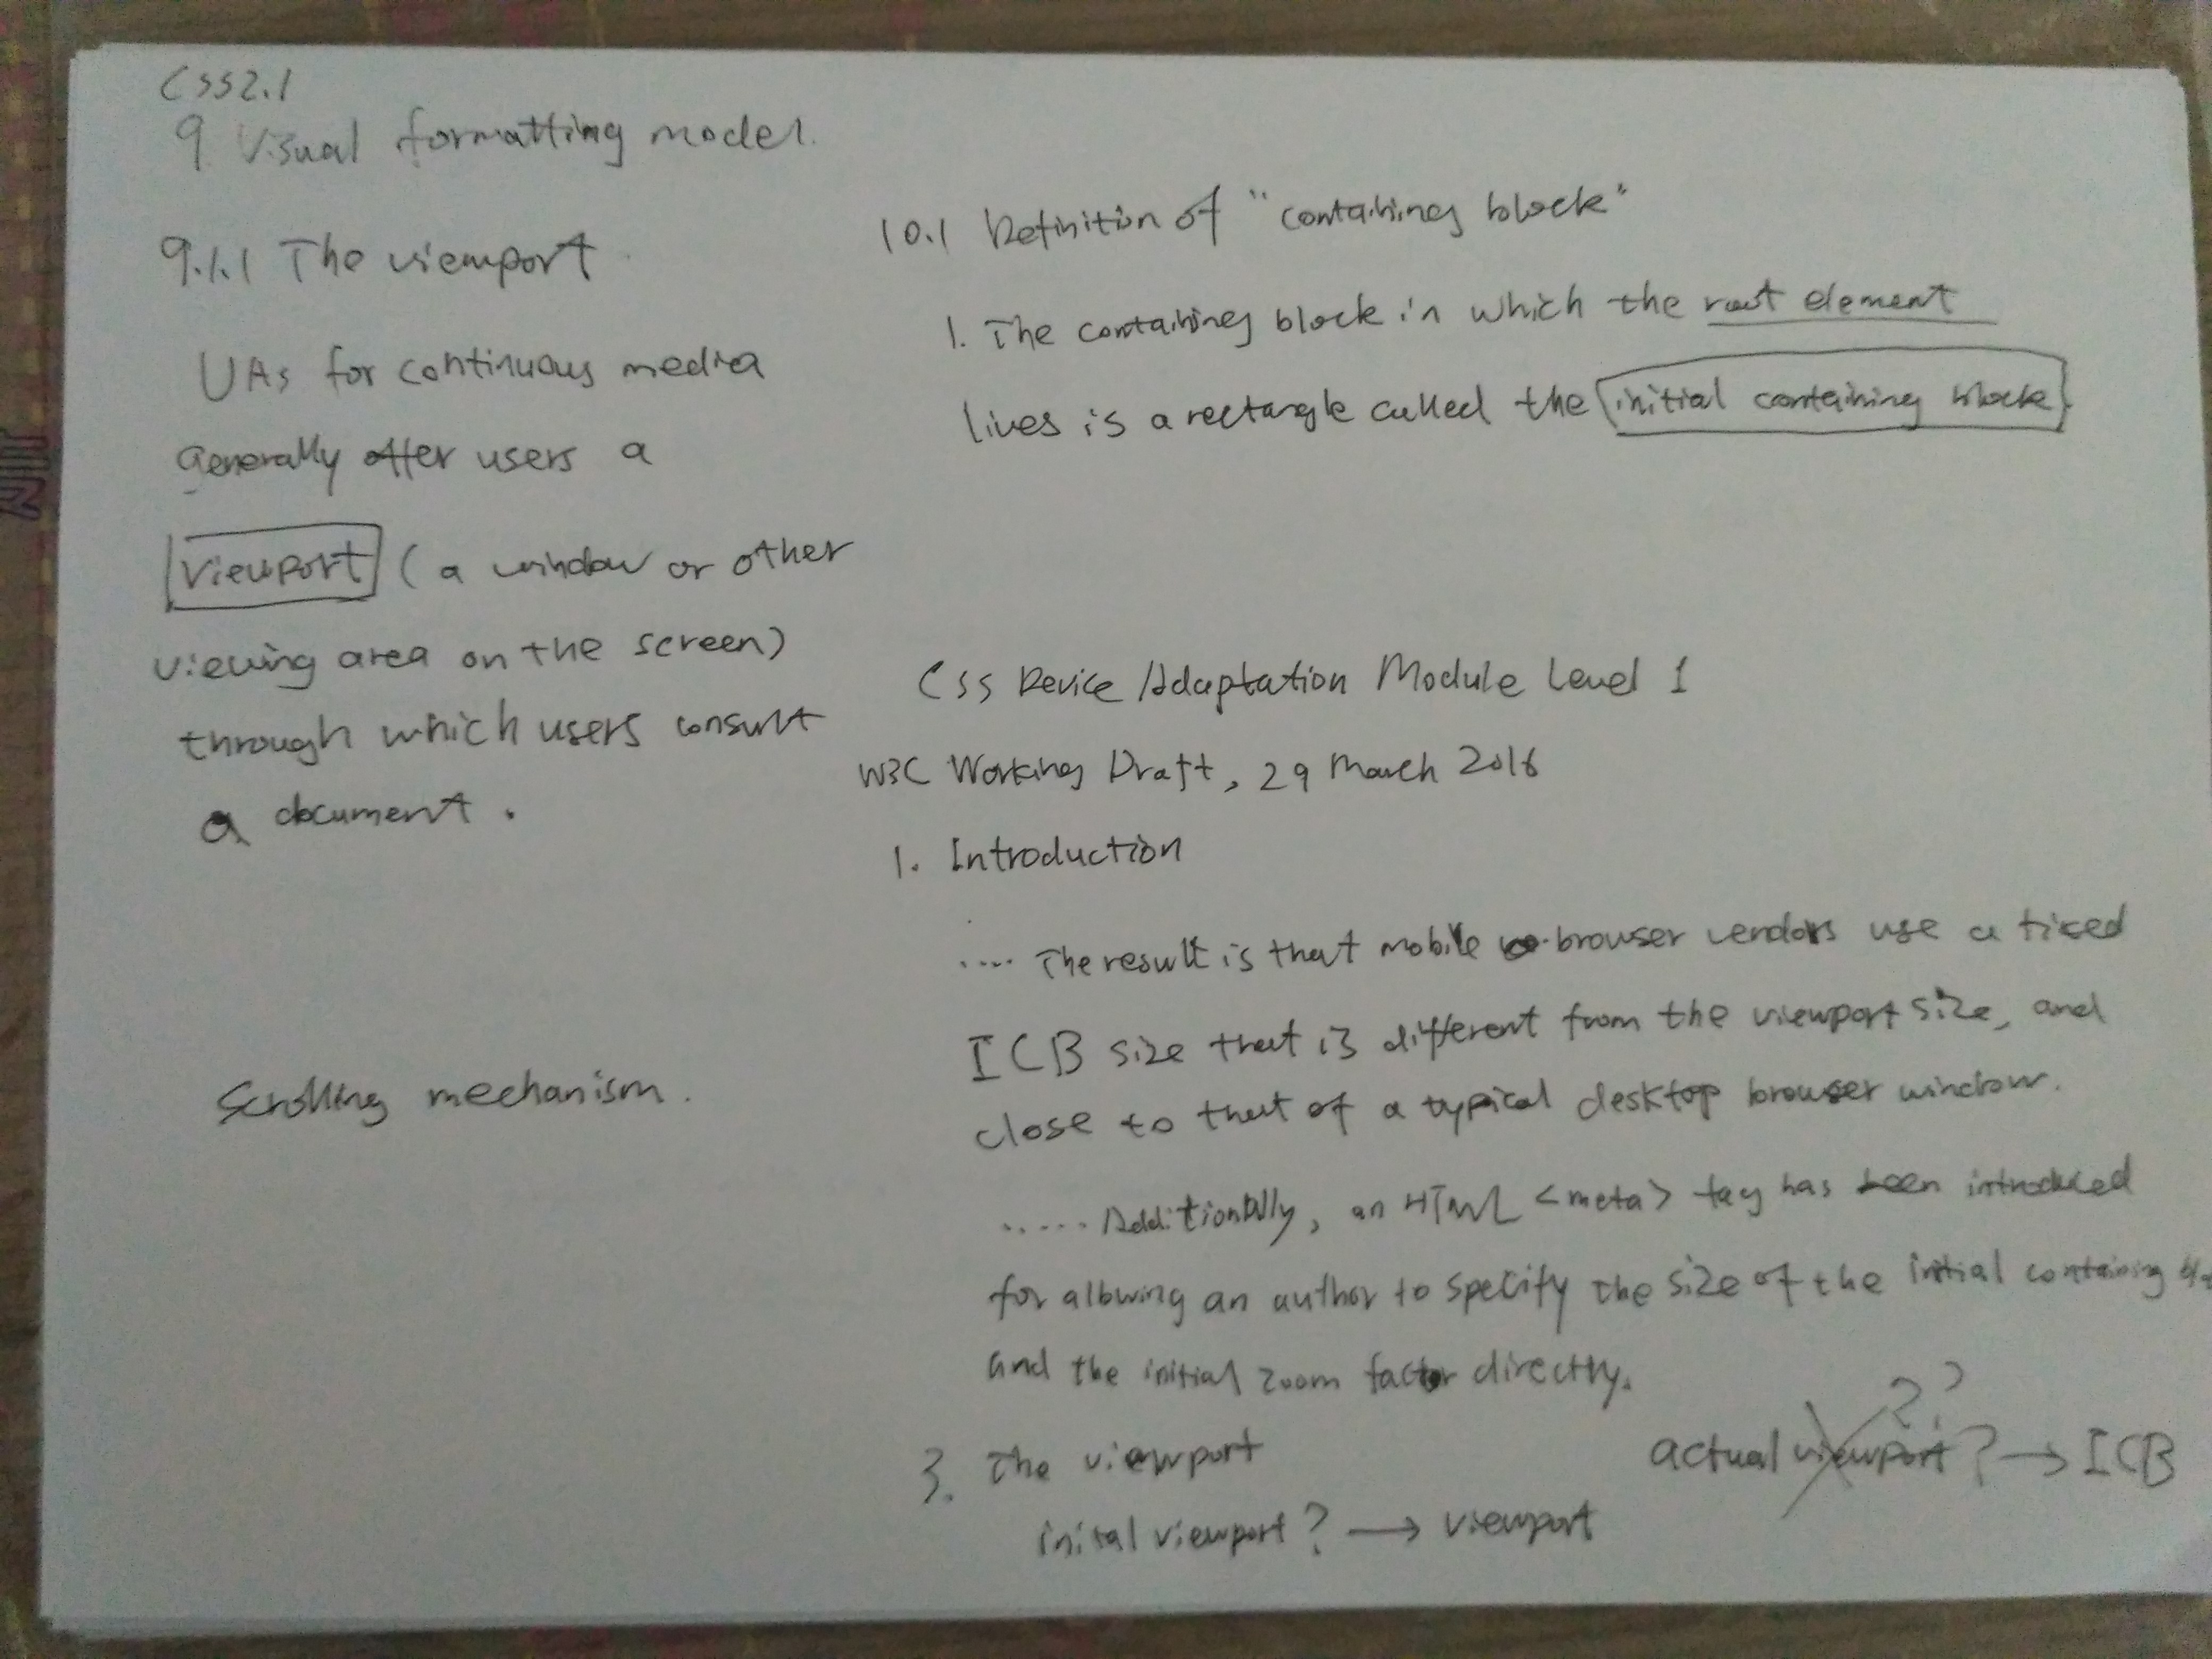 CSS2.1
9 Visual formatting model.
9.1.1 The viewport
UAs for continuous media
Generally offer users a
viewport ( a window or other
viewing area on the screen)
through which users consult
a document.
Scrolling mechanism.
10.1 Definition of "containing block"
1. The containing block in which the root element
lives is a rectangle called the initial containing block
CSS Device Adaptation Module Level 1
W3C Working Draft, 29 March 2016
1. Introduction
.... The result is that mobile browser vendors use a fixed
ICB size that is different from the viewport size, and
close to that of a typical desktop browser window.
..... Additionally, an HTML <meta> tag has been introduced
for allowing an author to specify the size of the initial containing
and the initial zoom factor directly.
3. The viewport
inital viewport? → viewport
??
actual viewport? → ICB